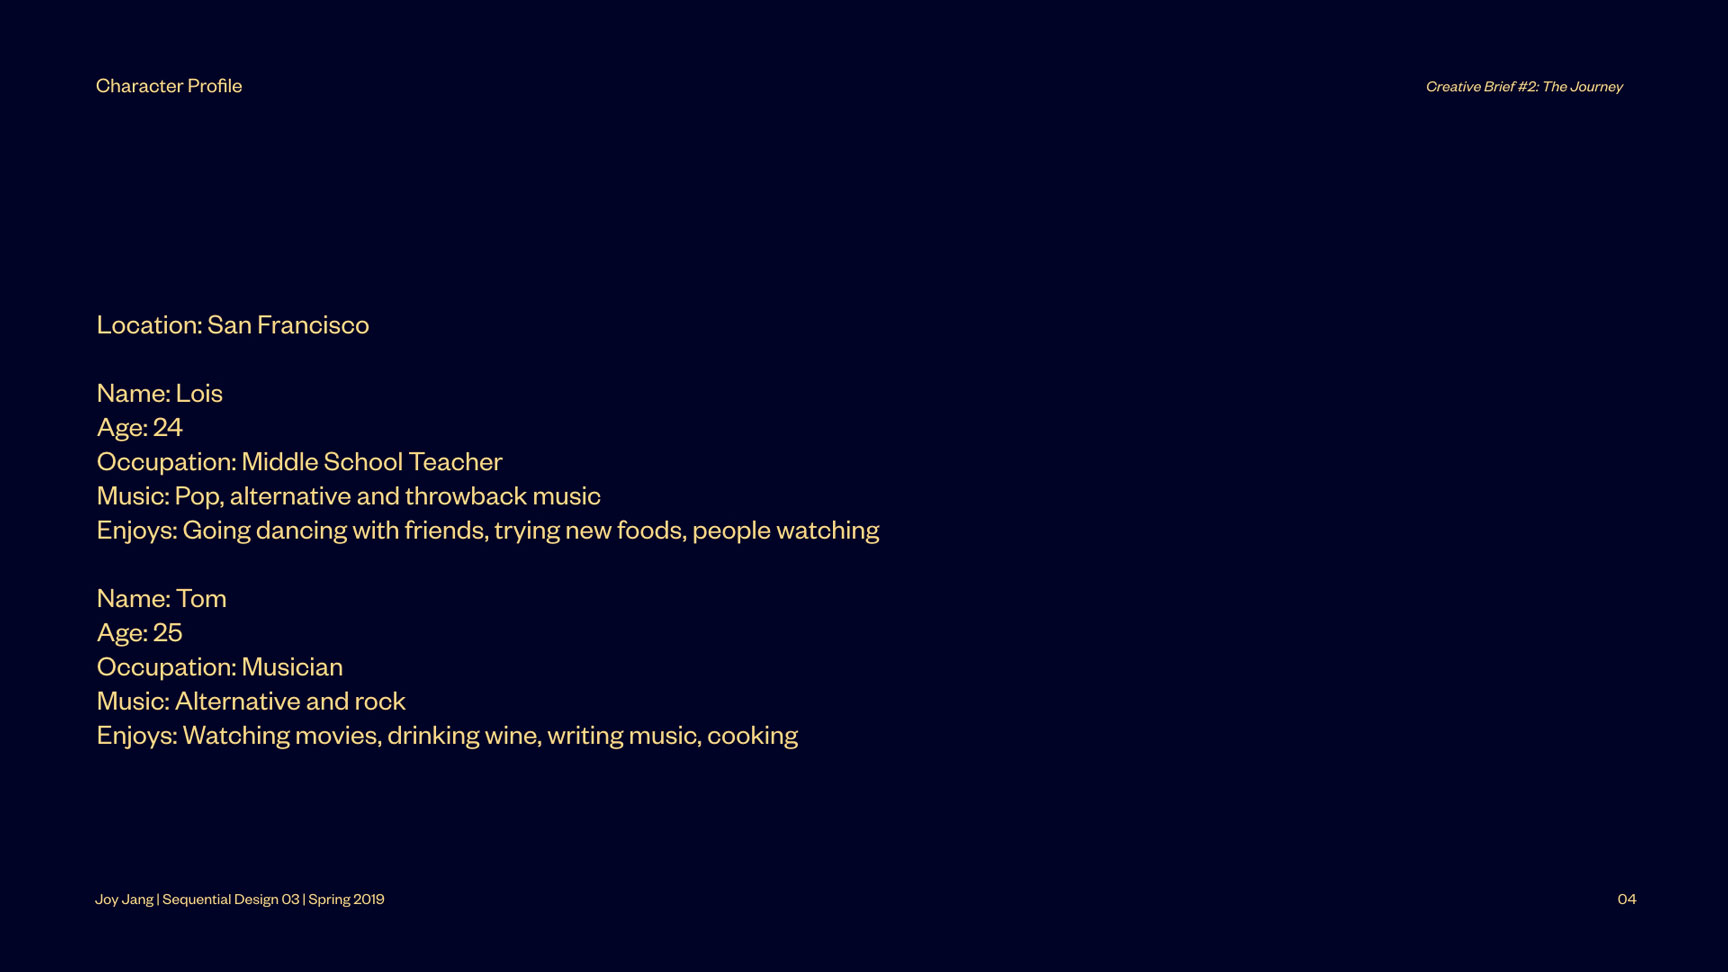 Character Profile
Creative Brief #2: The Journey
Location: San Francisco
Name: Lois
Age: 24
Occupation: Middle School Teacher
Music: Pop, alternative and throwback music
Enjoys: Going dancing with friends, trying new foods, people watching
Name: Tom
Age: 25
Occupation: Musician
Music: Alternative and rock
Enjoys: Watching movies, drinking wine, writing music, cooking
Joy Jang | Sequential Design 03 | Spring 2019
04